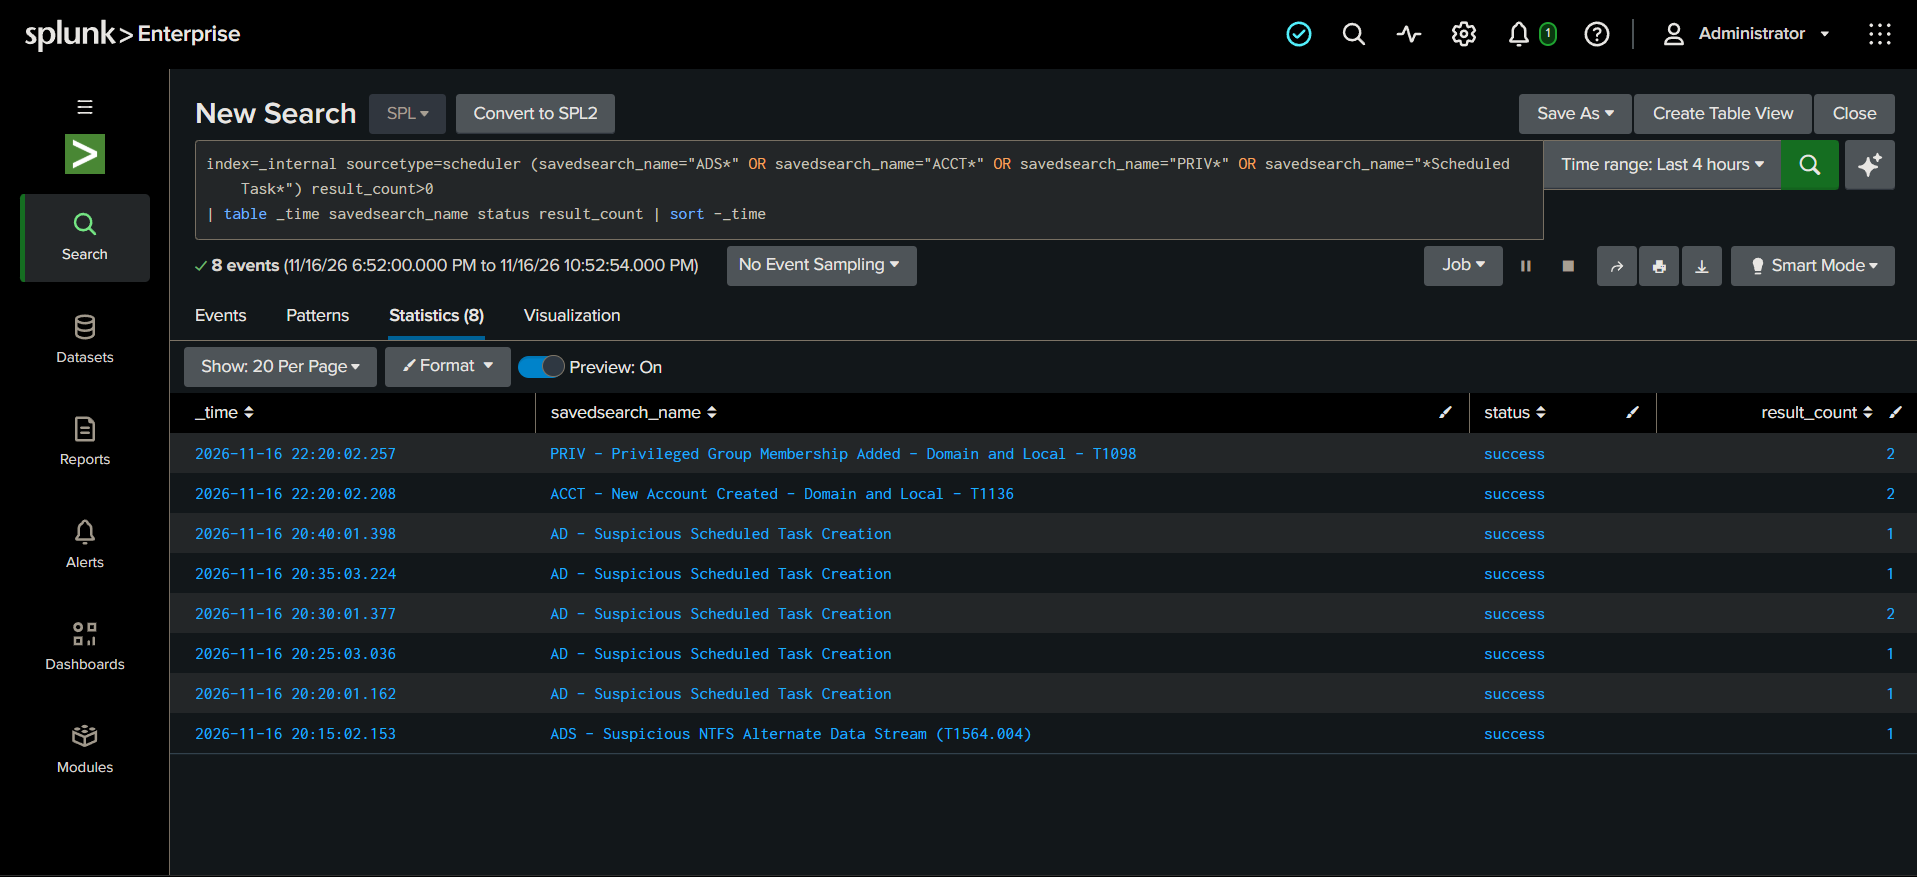 splunk> Enterprise
1
Administrator
New Search
SPL
Convert to SPL2
Save As
Create Table View
Close
index=_internal sourcetype=scheduler (savedsearch_name="ADS*" OR savedsearch_name="ACCT*" OR savedsearch_name="PRIV*" OR savedsearch_name="*Scheduled
Task*") result_count>0
| table _time savedsearch_name status result_count | sort -_time
Time range: Last 4 hours
8 events (11/16/26 6:52:00.000 PM to 11/16/26 10:52:54.000 PM)
No Event Sampling
Job
Smart Mode
Events
Patterns
Statistics (8)
Visualization
Show: 20 Per Page
Format
Preview: On
_time savedsearch_name status result_count
2026-11-16 22:20:02.257 PRIV - Privileged Group Membership Added - Domain and Local - T1098 success 2
2026-11-16 22:20:02.208 ACCT - New Account Created - Domain and Local - T1136 success 2
2026-11-16 20:40:01.398 AD - Suspicious Scheduled Task Creation success 1
2026-11-16 20:35:03.224 AD - Suspicious Scheduled Task Creation success 1
2026-11-16 20:30:01.377 AD - Suspicious Scheduled Task Creation success 2
2026-11-16 20:25:03.036 AD - Suspicious Scheduled Task Creation success 1
2026-11-16 20:20:01.162 AD - Suspicious Scheduled Task Creation success 1
2026-11-16 20:15:02.153 ADS - Suspicious NTFS Alternate Data Stream (T1564.004) success 1
Search
Datasets
Reports
Alerts
Dashboards
Modules